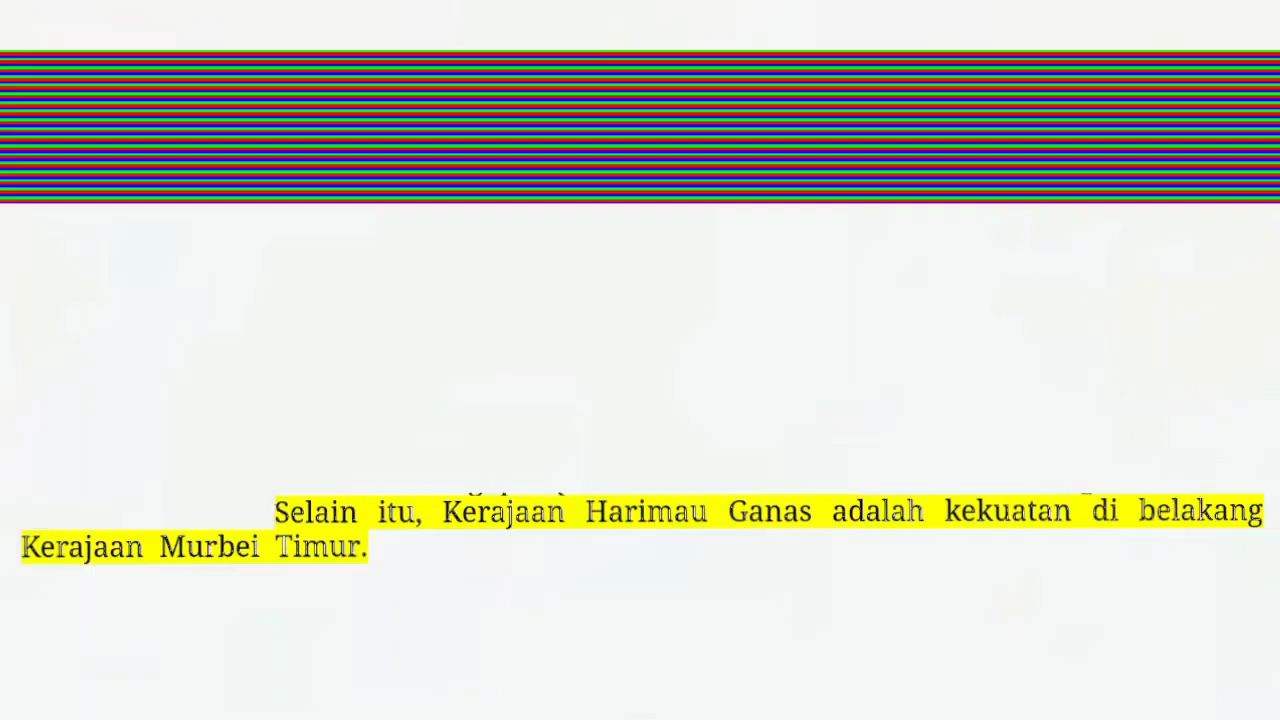 Selain itu, Kerajaan Harimau Ganas adalah kekuatan di belakang
Kerajaan Murbei Timur.